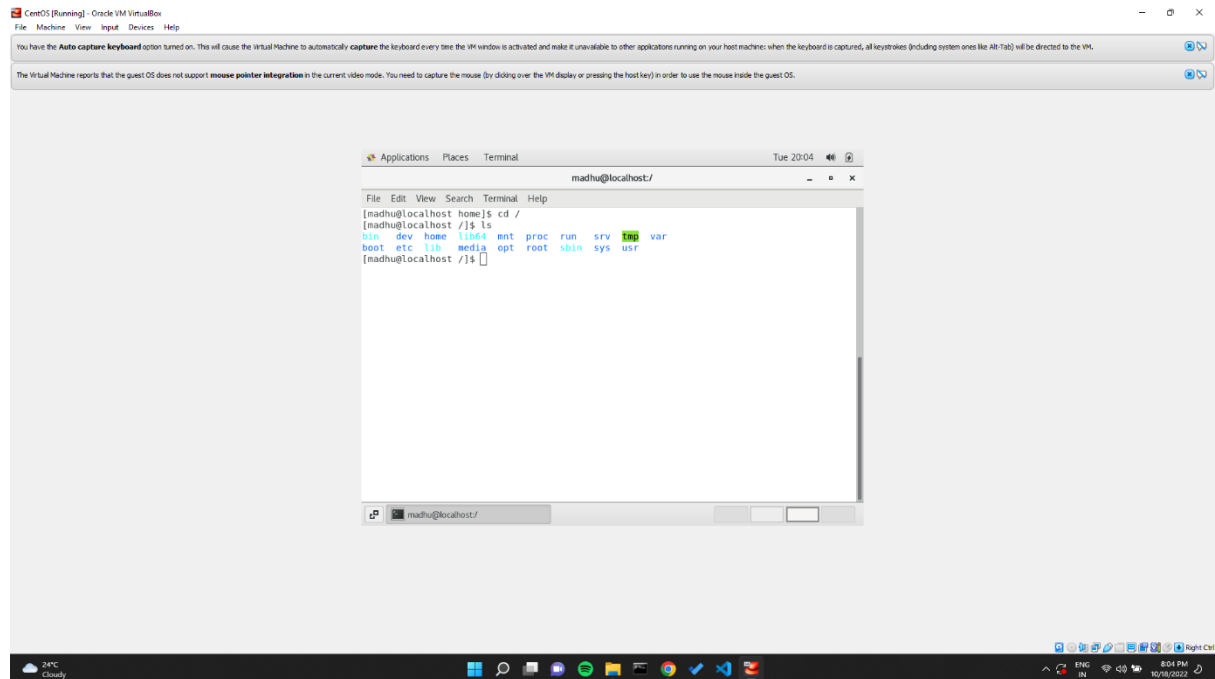 CentOS [Running] - Oracle VM VirtualBox
File Machine View Input Devices Help
You have the Auto capture keyboard option turned on. This will cause the Virtual Machine to automatically capture the keyboard every time the VM window is activated and make it unavailable to other applications running on your host machine: when the keyboard is captured, all keystrokes (including system ones like Alt-Tab) will be directed to the VM.
The Virtual Machine reports that the guest OS does not support mouse pointer integration in the current video mode. You need to capture the mouse (by clicking over the VM display or pressing the host key) in order to use the mouse inside the guest OS.
Applications Places Terminal Tue 20:04
madhu@localhost:/
File Edit View Search Terminal Help
[madhu@localhost home]$ cd /
[madhu@localhost /]$ ls
bin dev home lib64 mnt proc run srv tmp var
boot etc lib media opt root sbin sys usr
[madhu@localhost /]$
madhu@localhost:/
Right Ctrl
24°C
Cloudy
ENG
IN
8:04 PM
10/18/2022